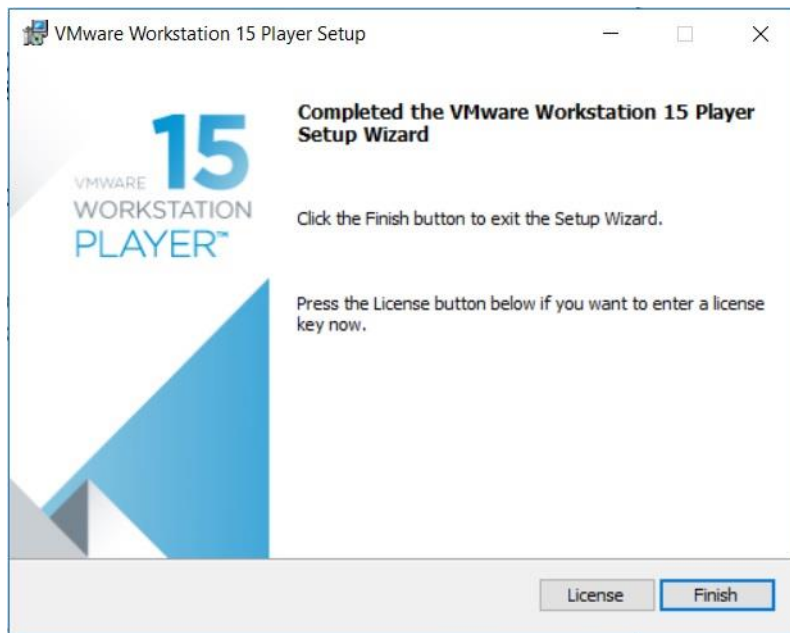 VMware Workstation 15 Player Setup
Completed the VMware Workstation 15 Player
Setup Wizard
VMWARE 15
WORKSTATION
PLAYER™
Click the Finish button to exit the Setup Wizard.
Press the License button below if you want to enter a license
key now.
License
Finish